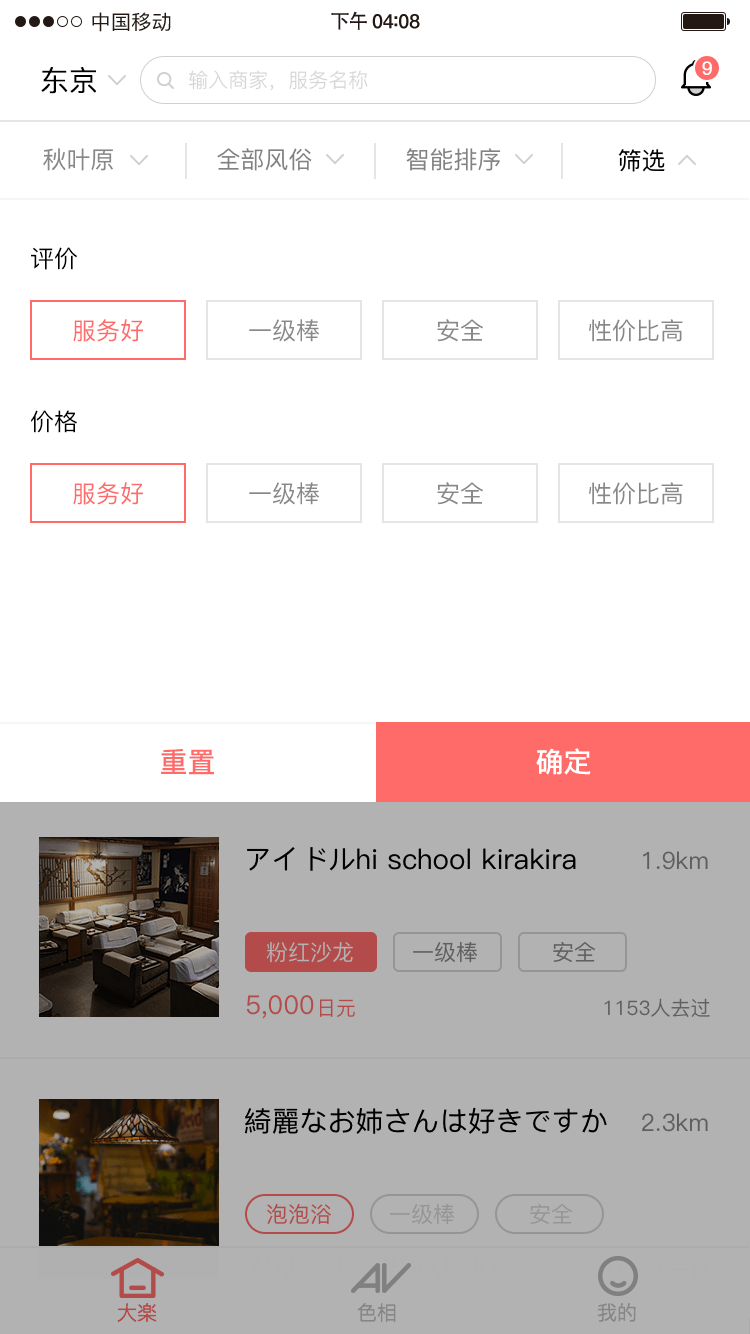 中国移动 下午 04:08
东京 输入商家，服务名称 9
秋叶原 全部风俗 智能排序 筛选
评价
服务好 一级棒 安全 性价比高
价格
服务好 一级棒 安全 性价比高
重置 确定
アイドルhi school kirakira 1.9km
粉红沙龙 一级棒 安全
5,000日元 1153人去过
綺麗なお姉さんは好きですか 2.3km
泡泡浴 一级棒 安全
大楽 AV 色相 我的